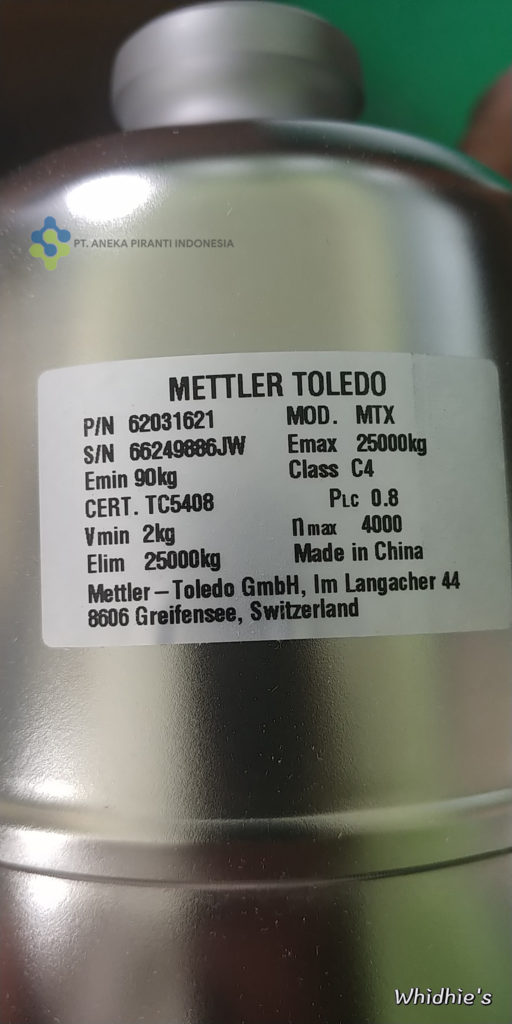 PT. ANEKA PIRANTI INDONESIA
METTLER TOLEDO
P/N 62031621 MOD. MTX
S/N 66249886JW Emax 25000kg
Emin 90kg Class C4
CERT. TC5408 PLC 0.8
Vmin 2kg nmax 4000
Elim 25000kg Made in China
Mettler-Toledo GmbH, Im Langacher 44
8606 Greifensee, Switzerland
Whidhie's